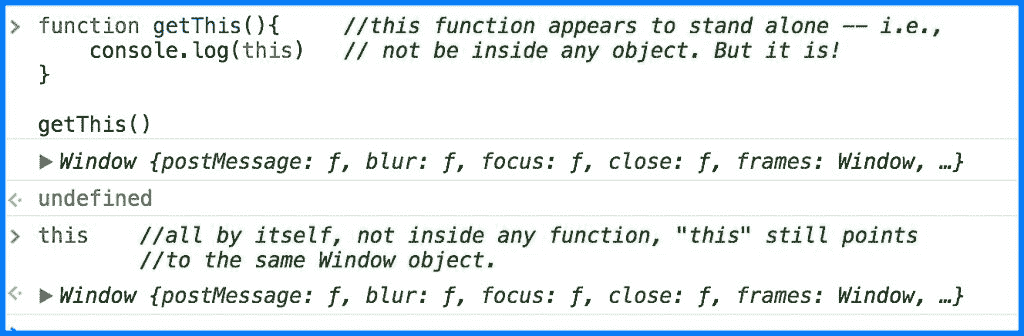 > function getThis(){ //this function appears to stand alone -- i.e.,
console.log(this) // not be inside any object. But it is!
}
getThis()
▶Window {postMessage: ƒ, blur: ƒ, focus: ƒ, close: ƒ, frames: Window, …}
<· undefined
> this //all by itself, not inside any function, "this" still points
//to the same Window object.
<· ▶Window {postMessage: ƒ, blur: ƒ, focus: ƒ, close: ƒ, frames: Window, …}